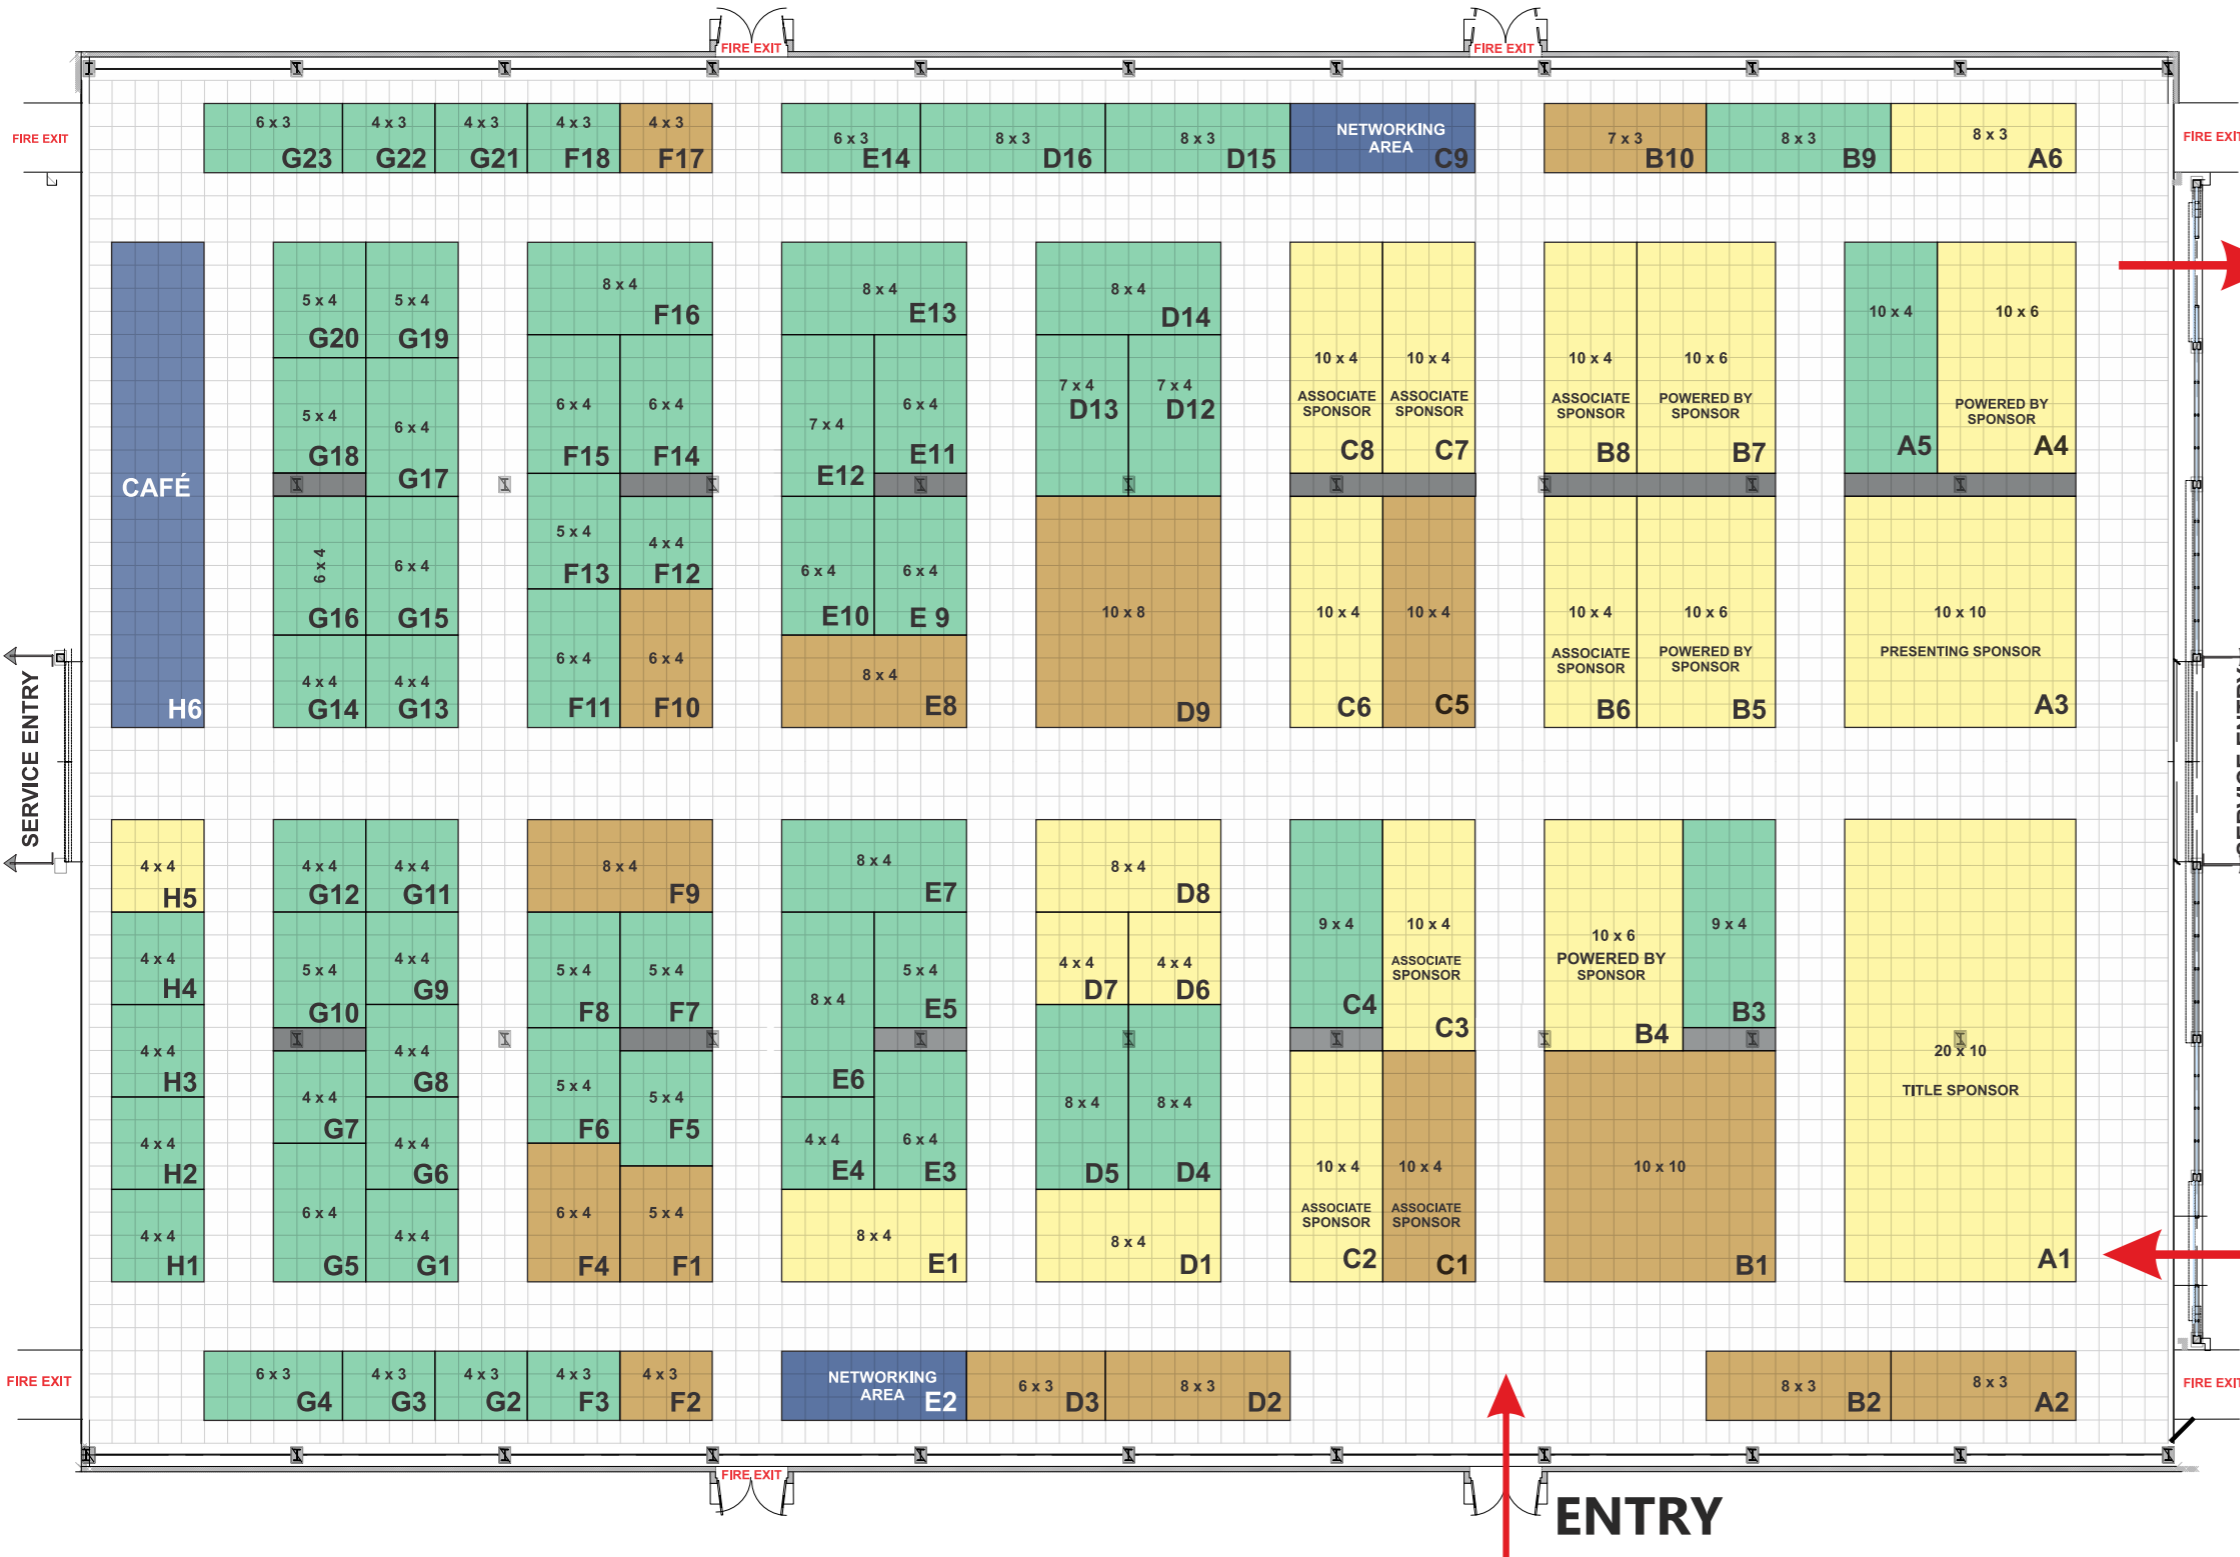 FIRE EXIT
FIRE EXIT
FIRE EXIT
6 x 3
G23
4 x 3
G22
4 x 3
G21
4 x 3
F18
4 x 3
F17
6 x 3
E14
8 x 3
D16
8 x 3
D15
NETWORKING
AREA
C9
7 x 3
B10
8 x 3
B9
8 x 3
A6
FIRE EXIT
CAFÉ
H6
5 x 4
G20
5 x 4
G19
5 x 4
G18
6 x 4
G17
6 x 4
G16
6 x 4
G15
4 x 4
G14
4 x 4
G13
8 x 4
F16
6 x 4
F15
6 x 4
F14
5 x 4
F13
4 x 4
F12
6 x 4
F11
6 x 4
F10
8 x 4
E13
7 x 4
E12
6 x 4
E11
6 x 4
E10
6 x 4
E 9
8 x 4
E8
8 x 4
D14
7 x 4
D13
7 x 4
D12
10 x 8
D9
10 x 4
ASSOCIATE
SPONSOR
C8
10 x 4
ASSOCIATE
SPONSOR
C7
10 x 4
C6
10 x 4
C5
10 x 4
ASSOCIATE
SPONSOR
B8
10 x 6
POWERED BY
SPONSOR
B7
10 x 4
ASSOCIATE
SPONSOR
B6
10 x 6
POWERED BY
SPONSOR
B5
10 x 4
A5
10 x 6
POWERED BY
SPONSOR
A4
10 x 10
PRESENTING SPONSOR
A3
SERVICE ENTRY
SERVICE ENTRY
4 x 4
H5
4 x 4
H4
4 x 4
H3
4 x 4
H2
4 x 4
H1
4 x 4
G12
4 x 4
G11
5 x 4
G10
4 x 4
G9
4 x 4
G8
4 x 4
G7
4 x 4
G6
6 x 4
G5
4 x 4
G1
8 x 4
F9
5 x 4
F8
5 x 4
F7
5 x 4
F6
5 x 4
F5
6 x 4
F4
5 x 4
F1
8 x 4
E7
8 x 4
E6
5 x 4
E5
4 x 4
E4
6 x 4
E3
8 x 4
E1
8 x 4
D8
4 x 4
D7
4 x 4
D6
8 x 4
D5
8 x 4
D4
8 x 4
D1
9 x 4
C4
10 x 4
ASSOCIATE
SPONSOR
C3
10 x 4
ASSOCIATE
SPONSOR
C2
10 x 4
ASSOCIATE
SPONSOR
C1
10 x 6
POWERED BY
SPONSOR
B4
9 x 4
B3
10 x 10
B1
20 x 10
TITLE SPONSOR
A1
FIRE EXIT
6 x 3
G4
4 x 3
G3
4 x 3
G2
4 x 3
F3
4 x 3
F2
NETWORKING
AREA
E2
6 x 3
D3
8 x 3
D2
8 x 3
B2
8 x 3
A2
FIRE EXIT
FIRE EXIT
ENTRY